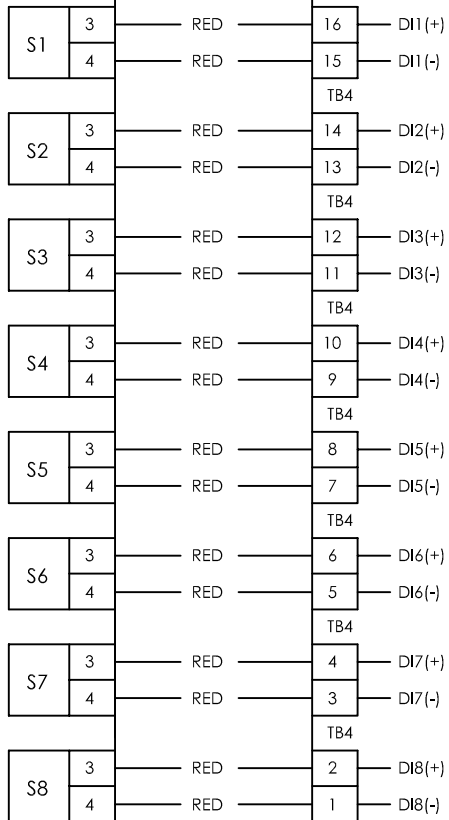 S1 3 RED 16 DI1(+)
4 RED 15 DI1(-)
TB4
S2 3 RED 14 DI2(+)
4 RED 13 DI2(-)
TB4
S3 3 RED 12 DI3(+)
4 RED 11 DI3(-)
TB4
S4 3 RED 10 DI4(+)
4 RED 9 DI4(-)
TB4
S5 3 RED 8 DI5(+)
4 RED 7 DI5(-)
TB4
S6 3 RED 6 DI6(+)
4 RED 5 DI6(-)
TB4
S7 3 RED 4 DI7(+)
4 RED 3 DI7(-)
TB4
S8 3 RED 2 DI8(+)
4 RED 1 DI8(-)